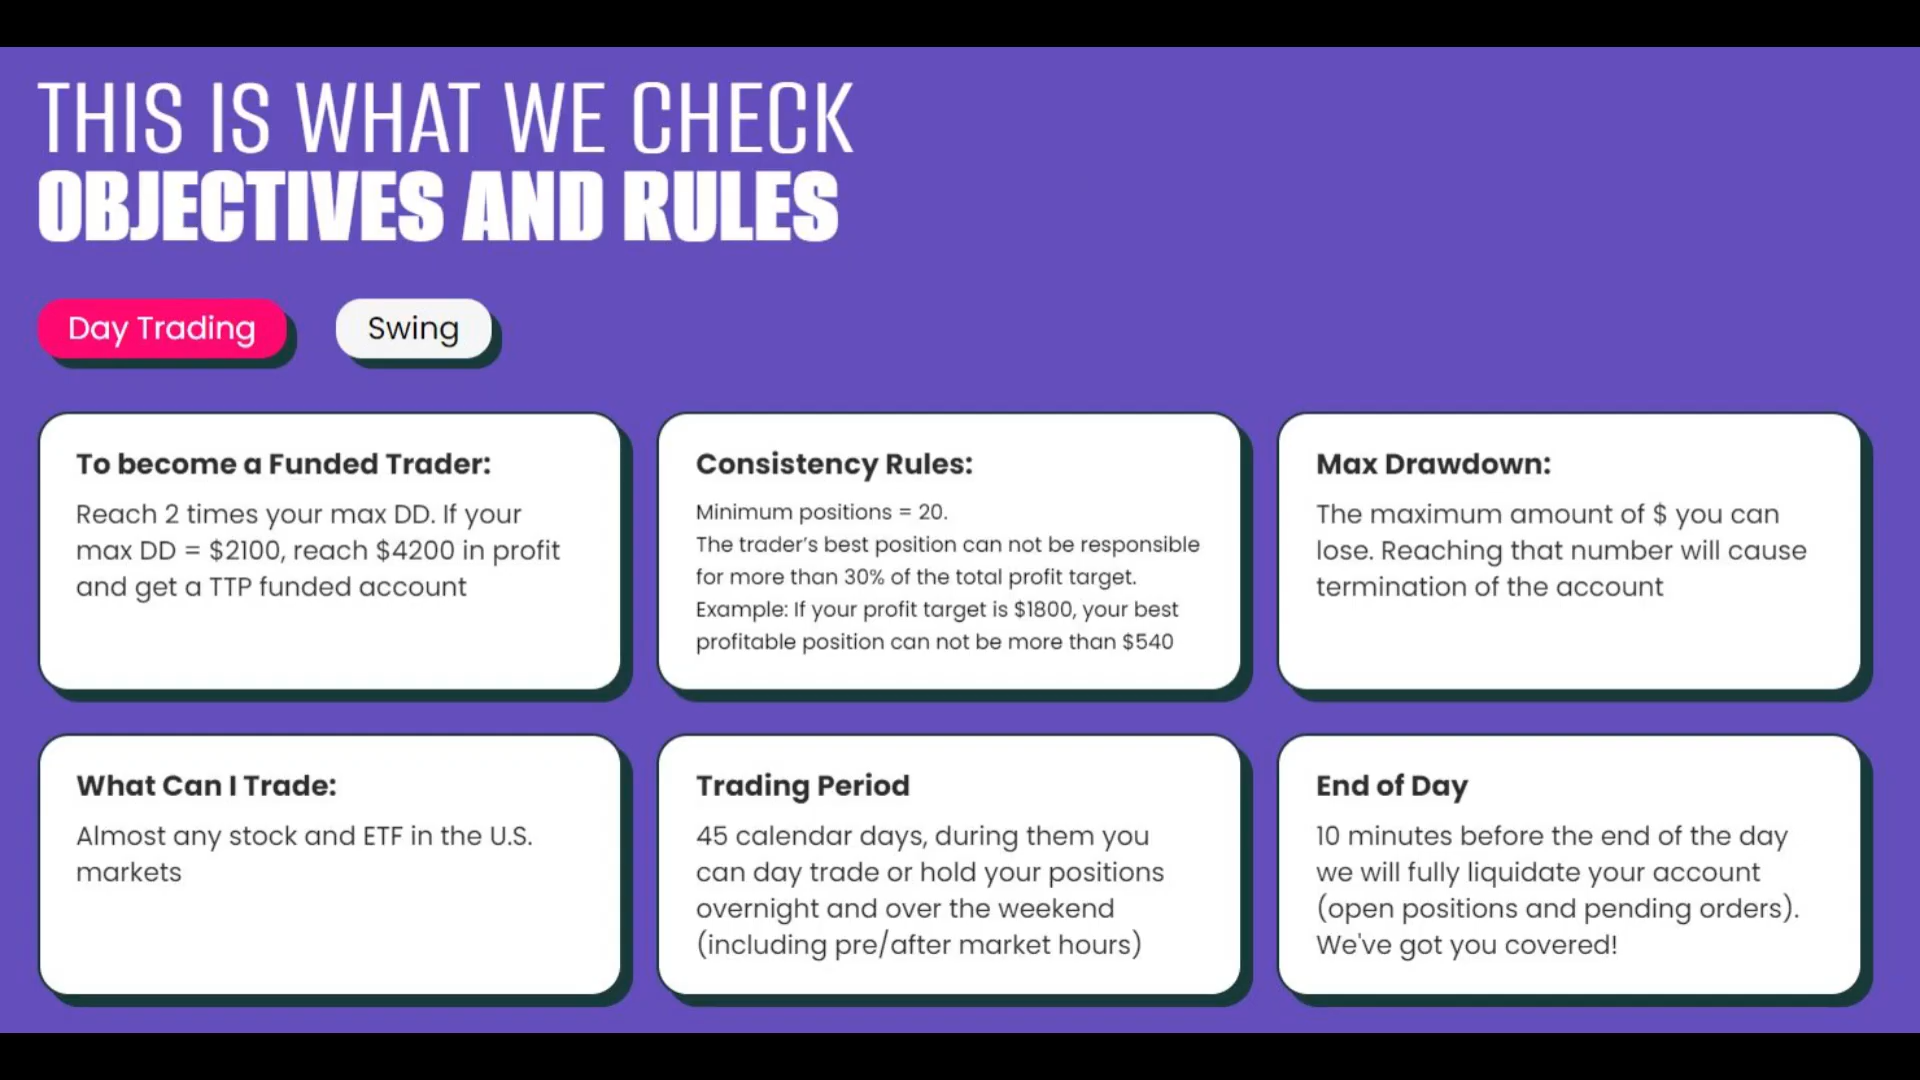 THIS IS WHAT WE CHECK
OBJECTIVES AND RULES
Day Trading
Swing
To become a Funded Trader:
Reach 2 times your max DD. If your
max DD = $2100, reach $4200 in profit
and get a TTP funded account
Consistency Rules:
Minimum positions = 20.
The trader's best position can not be responsible
for more than 30% of the total profit target.
Example: If your profit target is $1800, your best
profitable position can not be more than $540
Max Drawdown:
The maximum amount of $ you can
lose. Reaching that number will cause
termination of the account
What Can I Trade:
Almost any stock and ETF in the U.S.
markets
Trading Period
45 calendar days, during them you
can day trade or hold your positions
overnight and over the weekend
(including pre/after market hours)
End of Day
10 minutes before the end of the day
we will fully liquidate your account
(open positions and pending orders).
We've got you covered!